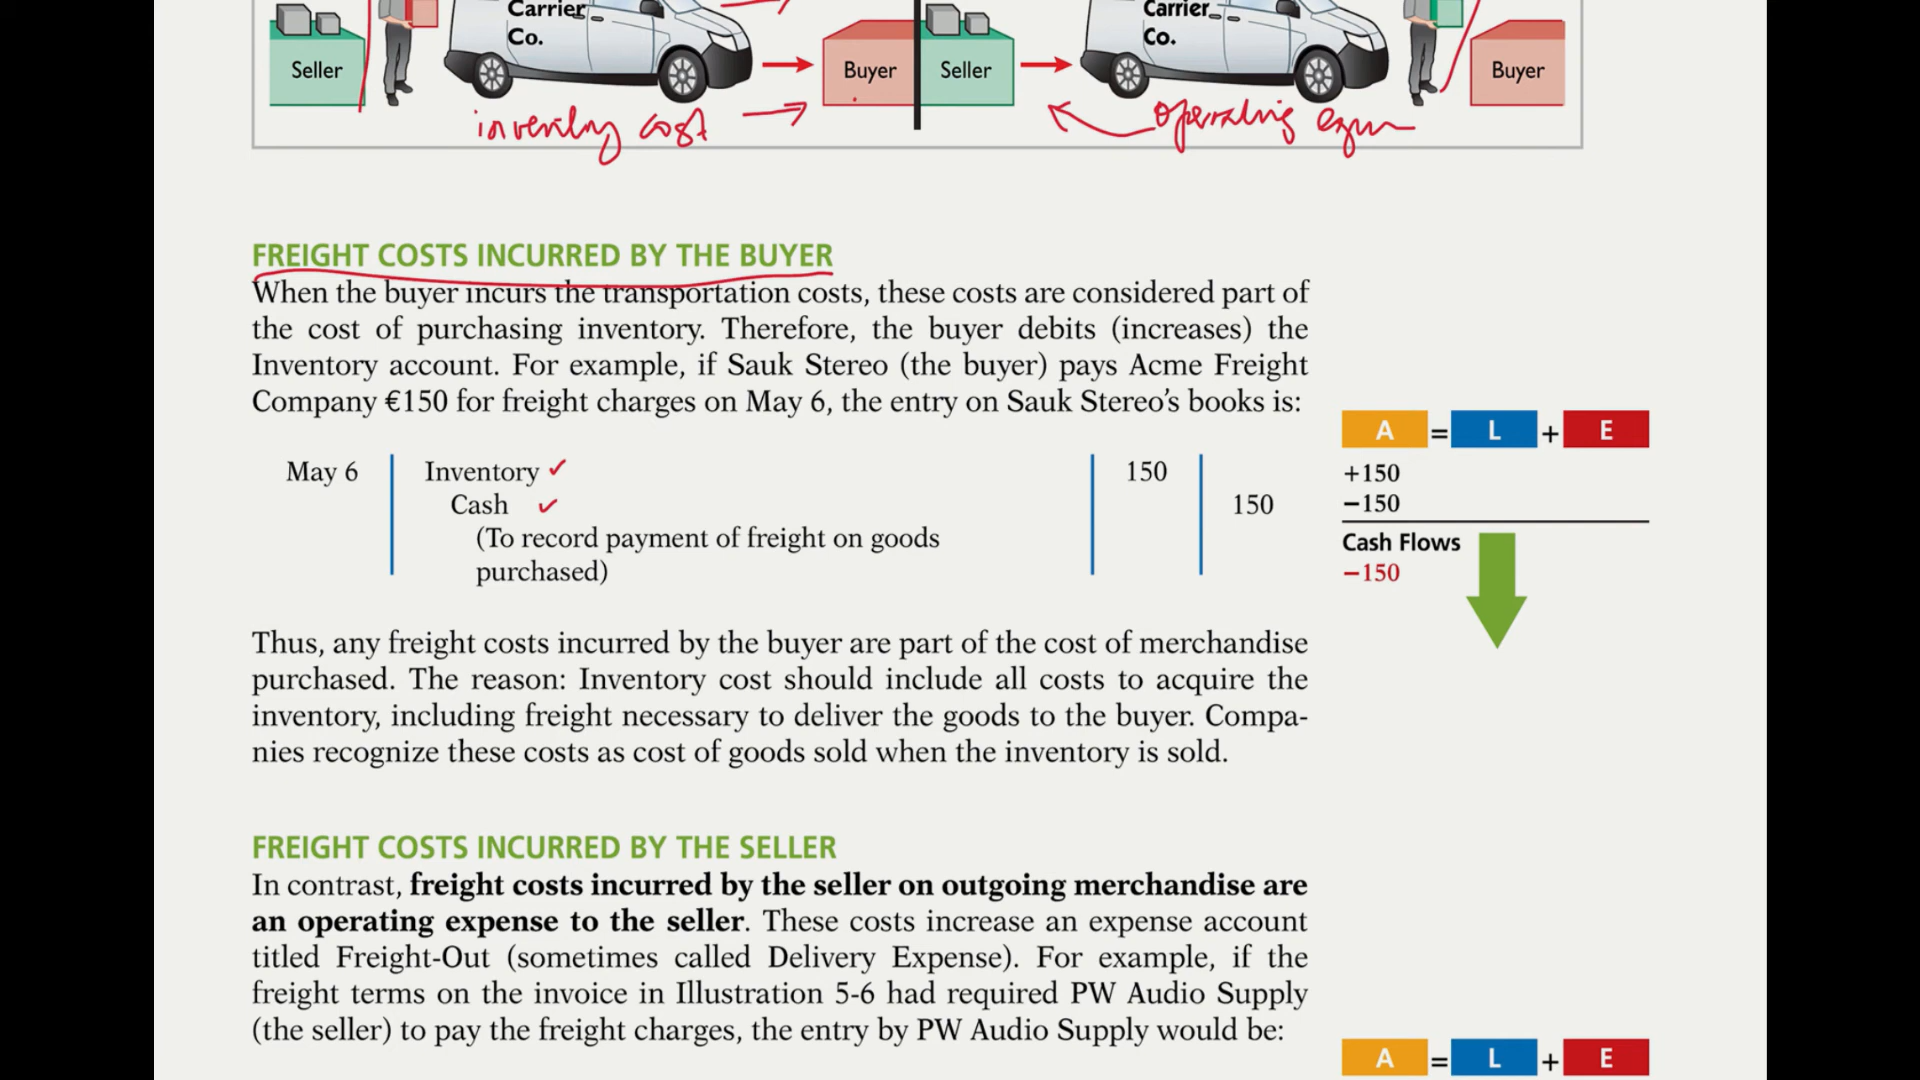 Carrier
Co.
Carrier
Co.
Seller
Buyer
Seller
Buyer
cost
operating
FREIGHT COSTS INCURRED BY THE BUYER
When the buyer incurs the transportation costs, these costs are considered part of
the cost of purchasing inventory. Therefore, the buyer debits (increases) the
Inventory account. For example, if Sauk Stereo (the buyer) pays Acme Freight
Company €150 for freight charges on May 6, the entry on Sauk Stereo's books is:
A = L + E
May 6 Inventory 150
+150
Cash 150
−150
(To record payment of freight on goods
purchased)
Cash Flows
−150
Thus, any freight costs incurred by the buyer are part of the cost of merchandise
purchased. The reason: Inventory cost should include all costs to acquire the
inventory, including freight necessary to deliver the goods to the buyer. Compa-
nies recognize these costs as cost of goods sold when the inventory is sold.
FREIGHT COSTS INCURRED BY THE SELLER
In contrast, freight costs incurred by the seller on outgoing merchandise are
an operating expense to the seller. These costs increase an expense account
titled Freight-Out (sometimes called Delivery Expense). For example, if the
freight terms on the invoice in Illustration 5-6 had required PW Audio Supply
(the seller) to pay the freight charges, the entry by PW Audio Supply would be:
A = L + E